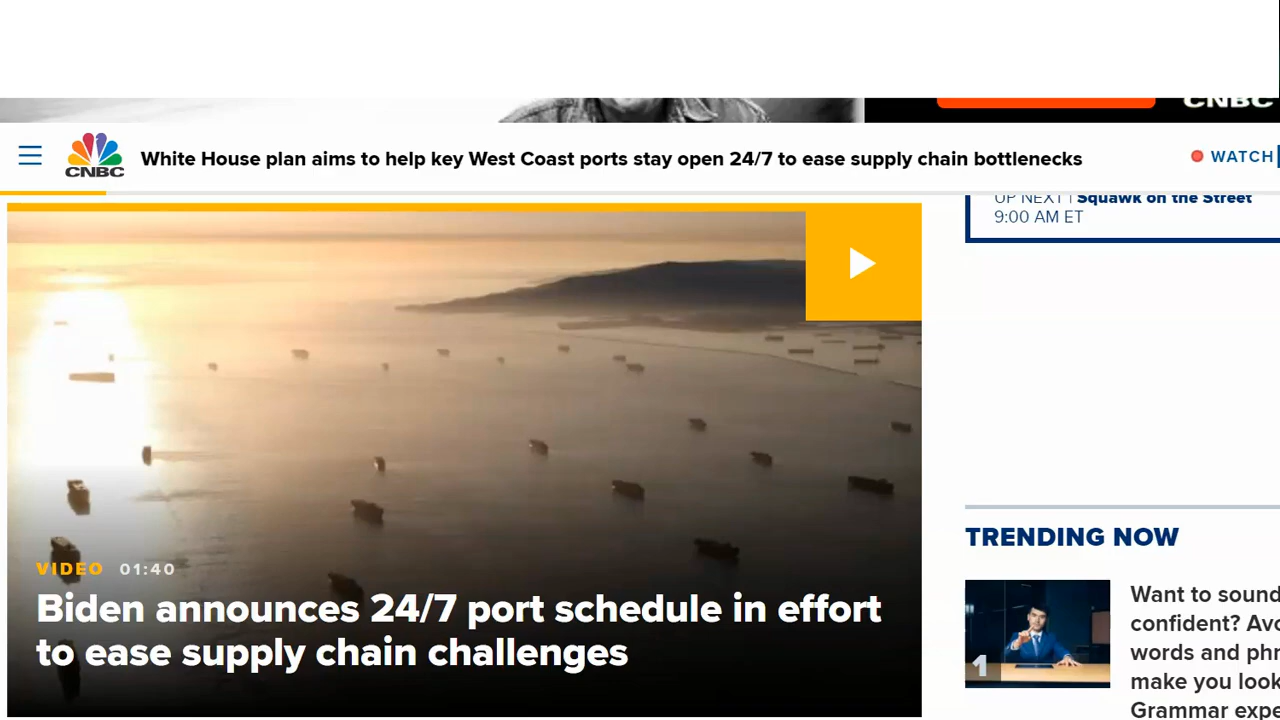 CNBC
CNBC
White House plan aims to help key West Coast ports stay open 24/7 to ease supply chain bottlenecks
WATCH
UP NEXT | Squawk on the Street
9:00 AM ET
VIDEO 01:40
Biden announces 24/7 port schedule in effort
to ease supply chain challenges
TRENDING NOW
1
Want to sound
confident? Avo
words and phr
make you look
Grammar expe